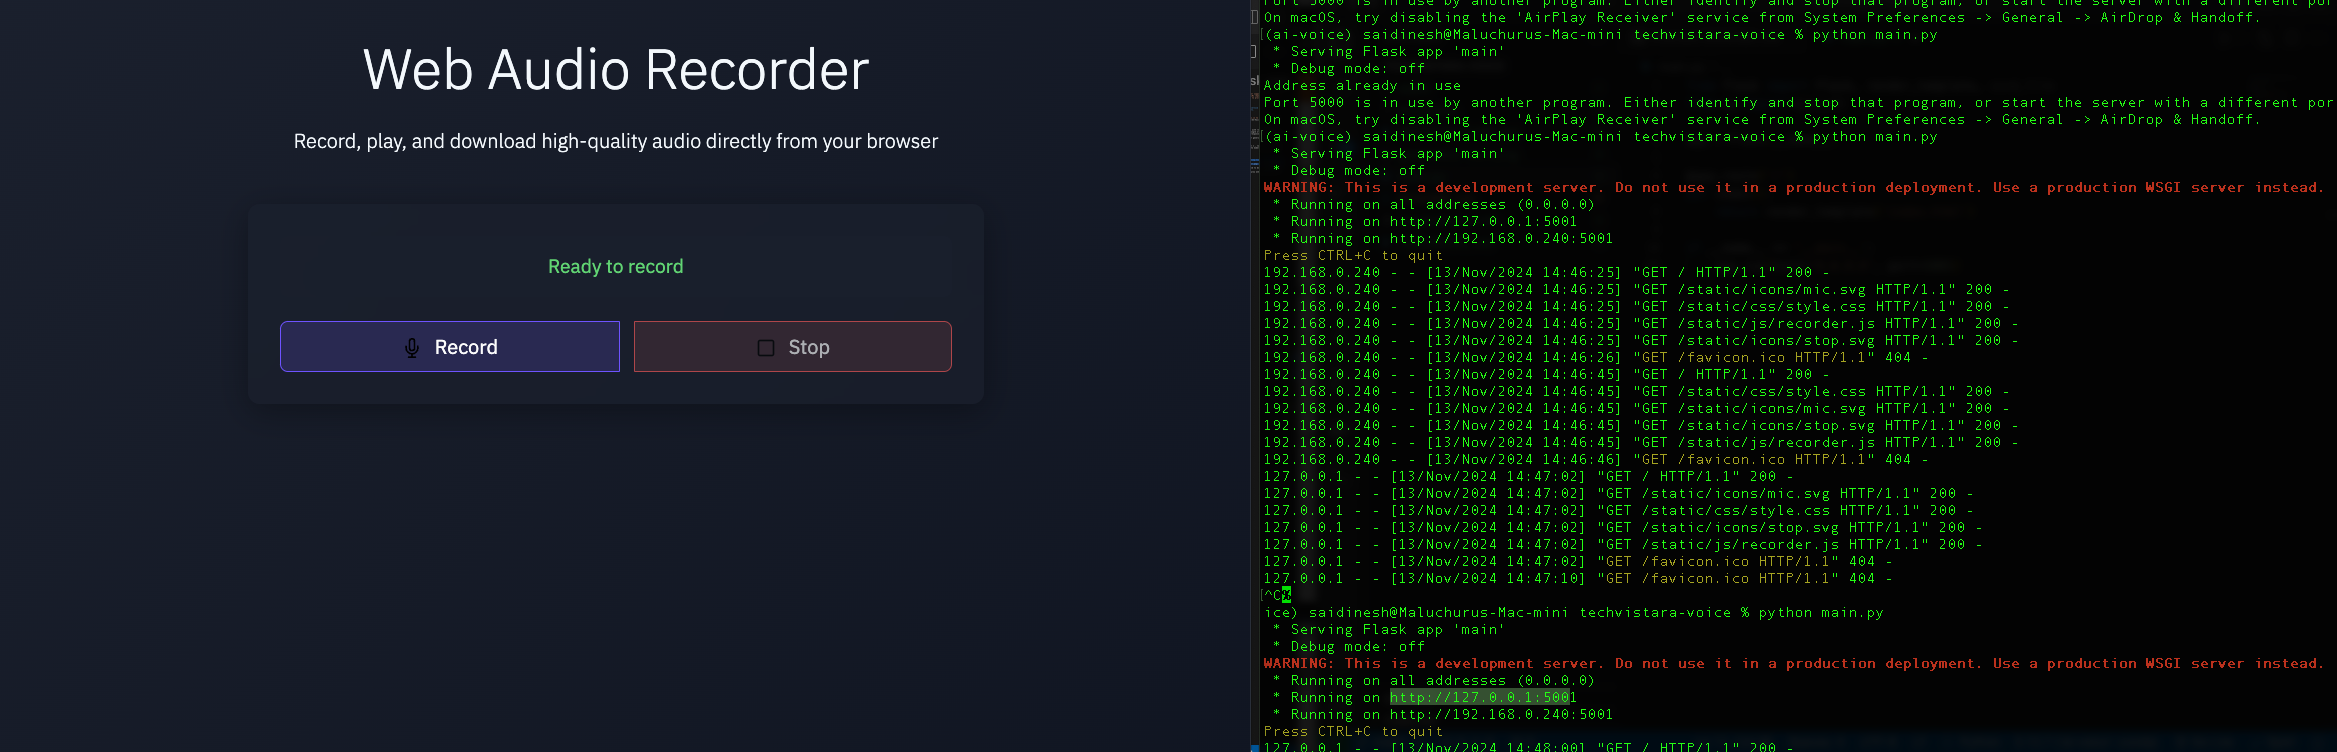 Web Audio Recorder
Record, play, and download high-quality audio directly from your browser
Ready to record
Record
Stop
Port 5000 is in use by another program. Either identify and stop that program, or start the server with a different por
On macOS, try disabling the 'AirPlay Receiver' service from System Preferences -> General -> AirDrop & Handoff.
(ai-voice) saidinesh@Maluchurus-Mac-mini techvistara-voice % python main.py
 * Serving Flask app 'main'
 * Debug mode: off
Address already in use
Port 5000 is in use by another program. Either identify and stop that program, or start the server with a different por
On macOS, try disabling the 'AirPlay Receiver' service from System Preferences -> General -> AirDrop & Handoff.
(ai-voice) saidinesh@Maluchurus-Mac-mini techvistara-voice % python main.py
 * Serving Flask app 'main'
 * Debug mode: off
WARNING: This is a development server. Do not use it in a production deployment. Use a production WSGI server instead.
 * Running on all addresses (0.0.0.0)
 * Running on http://127.0.0.1:5001
 * Running on http://192.168.0.240:5001
Press CTRL+C to quit
192.168.0.240 - - [13/Nov/2024 14:46:25] "GET / HTTP/1.1" 200 -
192.168.0.240 - - [13/Nov/2024 14:46:25] "GET /static/icons/mic.svg HTTP/1.1" 200 -
192.168.0.240 - - [13/Nov/2024 14:46:25] "GET /static/css/style.css HTTP/1.1" 200 -
192.168.0.240 - - [13/Nov/2024 14:46:25] "GET /static/js/recorder.js HTTP/1.1" 200 -
192.168.0.240 - - [13/Nov/2024 14:46:25] "GET /static/icons/stop.svg HTTP/1.1" 200 -
192.168.0.240 - - [13/Nov/2024 14:46:26] "GET /favicon.ico HTTP/1.1" 404 -
192.168.0.240 - - [13/Nov/2024 14:46:45] "GET / HTTP/1.1" 200 -
192.168.0.240 - - [13/Nov/2024 14:46:45] "GET /static/css/style.css HTTP/1.1" 200 -
192.168.0.240 - - [13/Nov/2024 14:46:45] "GET /static/icons/mic.svg HTTP/1.1" 200 -
192.168.0.240 - - [13/Nov/2024 14:46:45] "GET /static/icons/stop.svg HTTP/1.1" 200 -
192.168.0.240 - - [13/Nov/2024 14:46:45] "GET /static/js/recorder.js HTTP/1.1" 200 -
192.168.0.240 - - [13/Nov/2024 14:46:46] "GET /favicon.ico HTTP/1.1" 404 -
127.0.0.1 - - [13/Nov/2024 14:47:02] "GET / HTTP/1.1" 200 -
127.0.0.1 - - [13/Nov/2024 14:47:02] "GET /static/icons/mic.svg HTTP/1.1" 200 -
127.0.0.1 - - [13/Nov/2024 14:47:02] "GET /static/css/style.css HTTP/1.1" 200 -
127.0.0.1 - - [13/Nov/2024 14:47:02] "GET /static/icons/stop.svg HTTP/1.1" 200 -
127.0.0.1 - - [13/Nov/2024 14:47:02] "GET /static/js/recorder.js HTTP/1.1" 200 -
127.0.0.1 - - [13/Nov/2024 14:47:02] "GET /favicon.ico HTTP/1.1" 404 -
127.0.0.1 - - [13/Nov/2024 14:47:10] "GET /favicon.ico HTTP/1.1" 404 -
^C
ice) saidinesh@Maluchurus-Mac-mini techvistara-voice % python main.py
 * Serving Flask app 'main'
 * Debug mode: off
WARNING: This is a development server. Do not use it in a production deployment. Use a production WSGI server instead.
 * Running on all addresses (0.0.0.0)
 * Running on http://127.0.0.1:5001
 * Running on http://192.168.0.240:5001
Press CTRL+C to quit
127.0.0.1 - - [13/Nov/2024 14:48:00] "GET / HTTP/1.1" 200 -